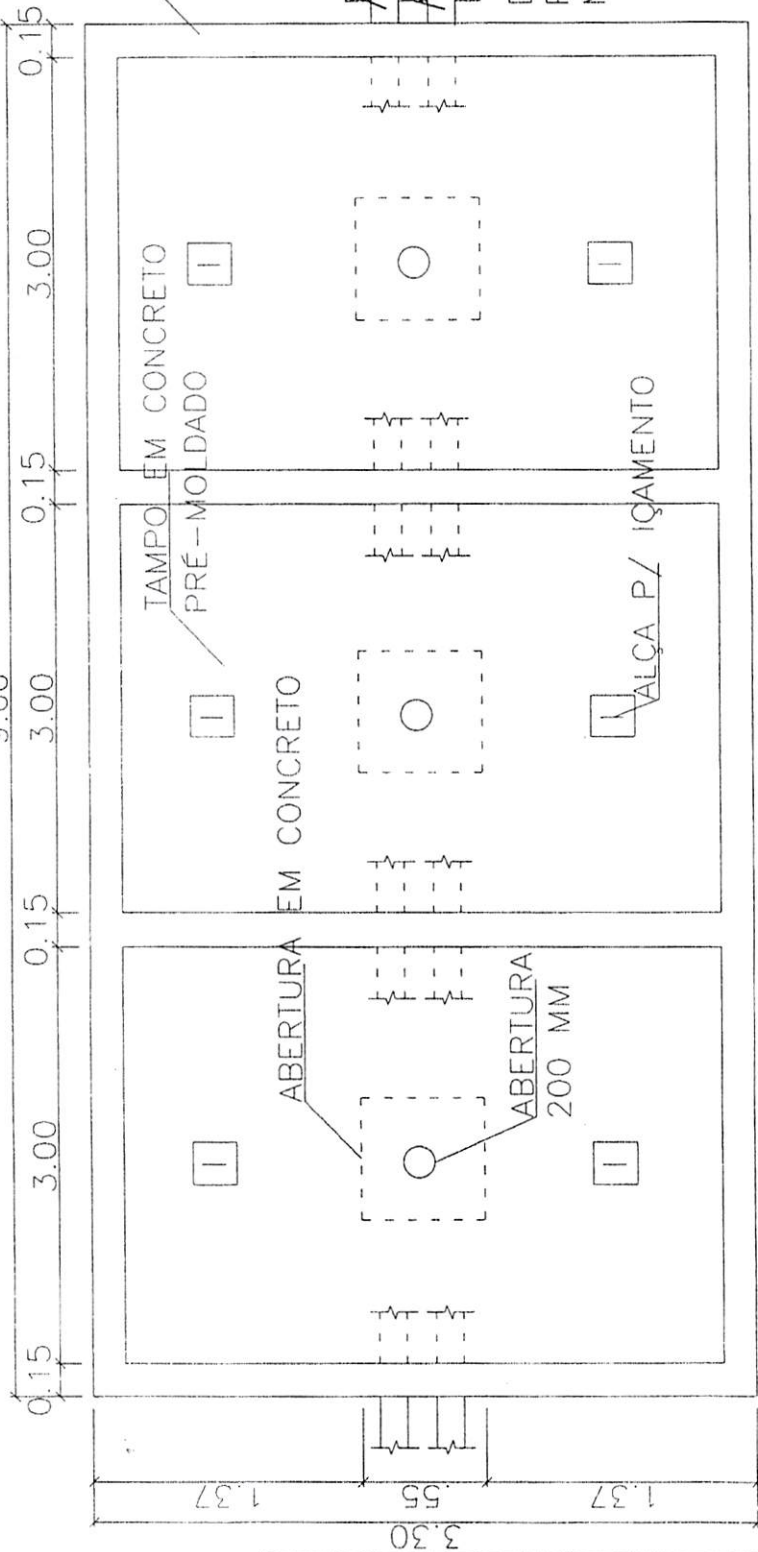 0.15
3.00
0.15
3.00
0.15
3.00
0.15
TAMPO EM CONCRETO
PRÉ-MOLDADO
ABERTURA EM CONCRETO
ABERTURA
200 MM
ALÇA P/ IÇAMENTO
1.37
.55
1.37
3.30